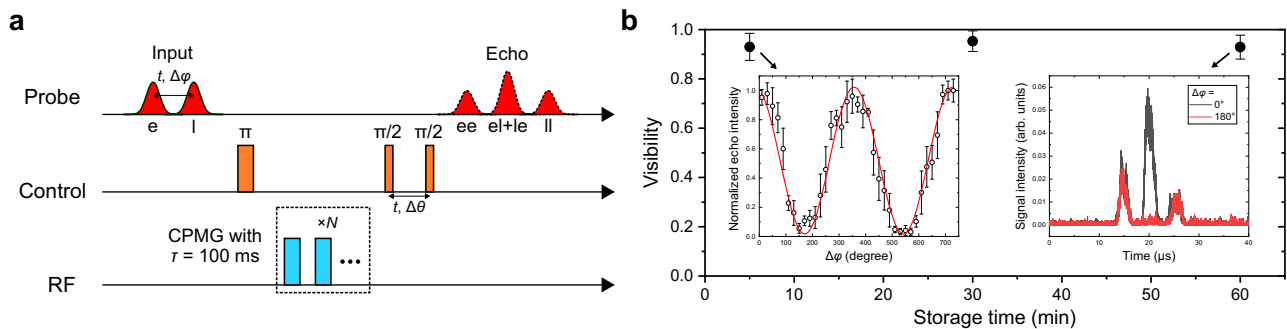 a
Input
Echo
t, Δφ
Probe
e
l
ee
el+le
ll
π
π/2
π/2
Control
t, Δθ
CPMG with
τ = 100 ms
×N
•••
RF
b
1.0
0.8
0.6
0.4
0.2
0.0
Visibility
0
10
20
30
40
50
60
Storage time (min)
1.0
0.8
0.6
0.4
0.2
0.0
Normalized echo intensity
0
100
200
300
400
500
600
700
Δφ (degree)
0.06
0.05
0.04
0.03
0.02
0.01
0.00
Signal intensity (arb. units)
Δφ =
0°
180°
0
10
20
30
40
Time (µs)